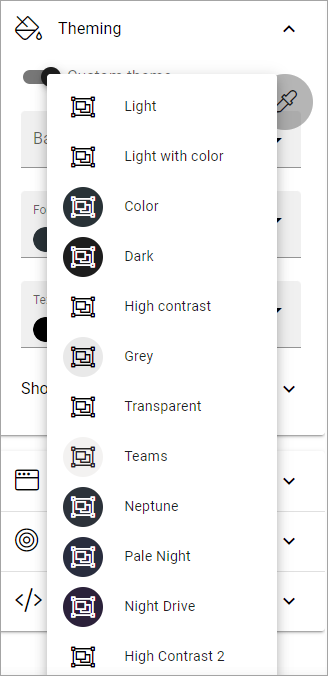 Theming
Custom theme
Light
Ba
Light with color
Fo
Color
Dark
Te
High contrast
Grey
Sho
Transparent
Teams
Neptune
Pale Night
Night Drive
High Contrast 2